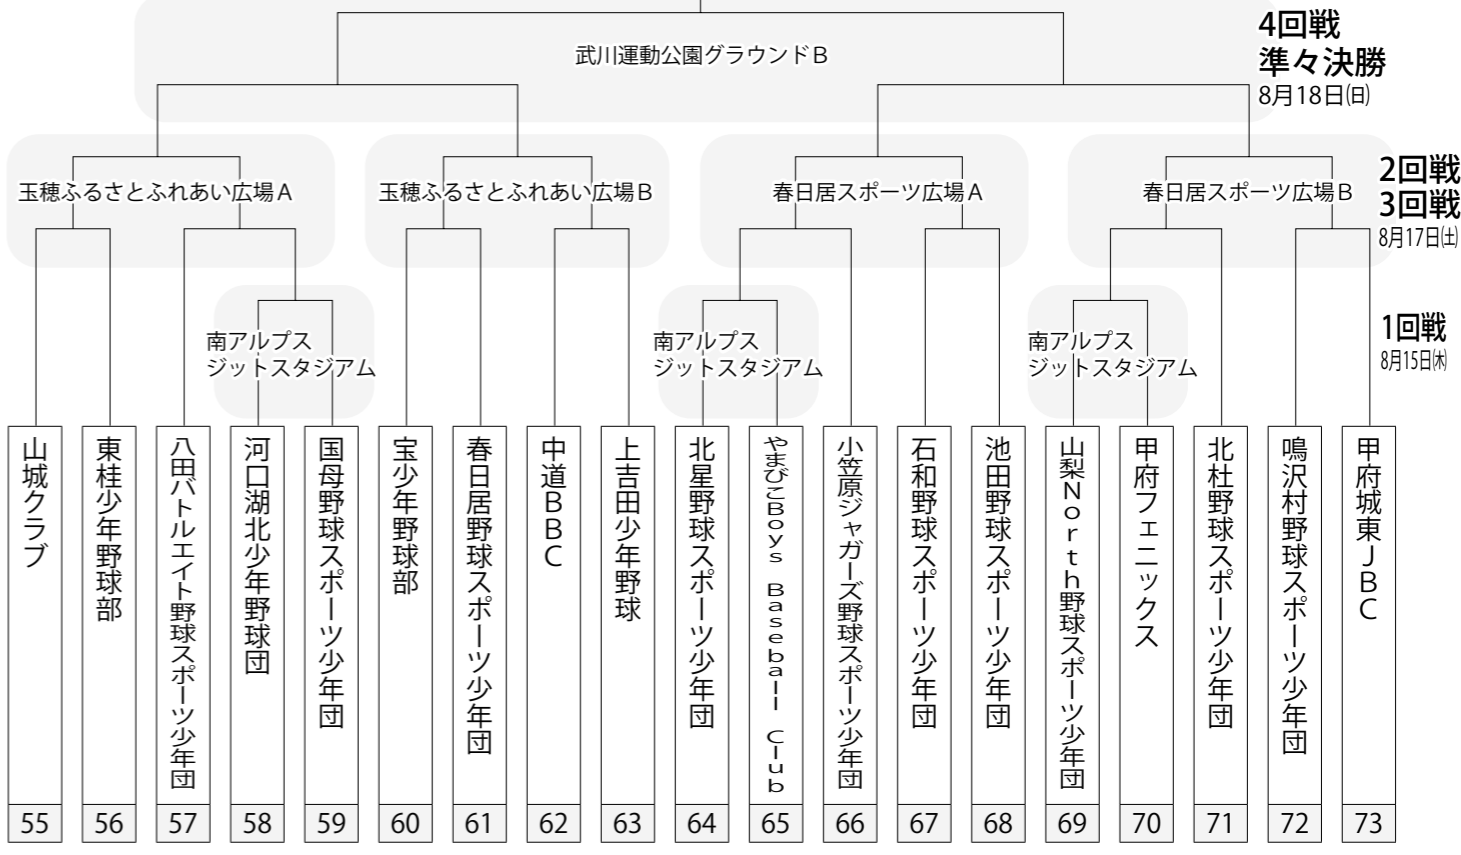 武川運動公園グラウンドB
4回戦
準々決勝
8月18日㈰
玉穂ふるさとふれあい広場A
玉穂ふるさとふれあい広場B
春日居スポーツ広場A
春日居スポーツ広場B
2回戦
3回戦
8月17日㈯
南アルプス
ジットスタジアム
南アルプス
ジットスタジアム
南アルプス
ジットスタジアム
1回戦
8月15日㈭
山城クラブ
東桂少年野球部
八田バトルエイト野球スポーツ少年団
河口湖北少年野球団
国母野球スポーツ少年団
宝少年野球部
春日居野球スポーツ少年団
中道BBC
上吉田少年野球
北星野球スポーツ少年団
やまびこBoys Baseball Club
小笠原ジャガーズ野球スポーツ少年団
石和野球スポーツ少年団
池田野球スポーツ少年団
山梨North野球スポーツ少年団
甲府フェニックス
北杜野球スポーツ少年団
鳴沢村野球スポーツ少年団
甲府城東JBC
55 56 57 58 59 60 61 62 63 64 65 66 67 68 69 70 71 72 73